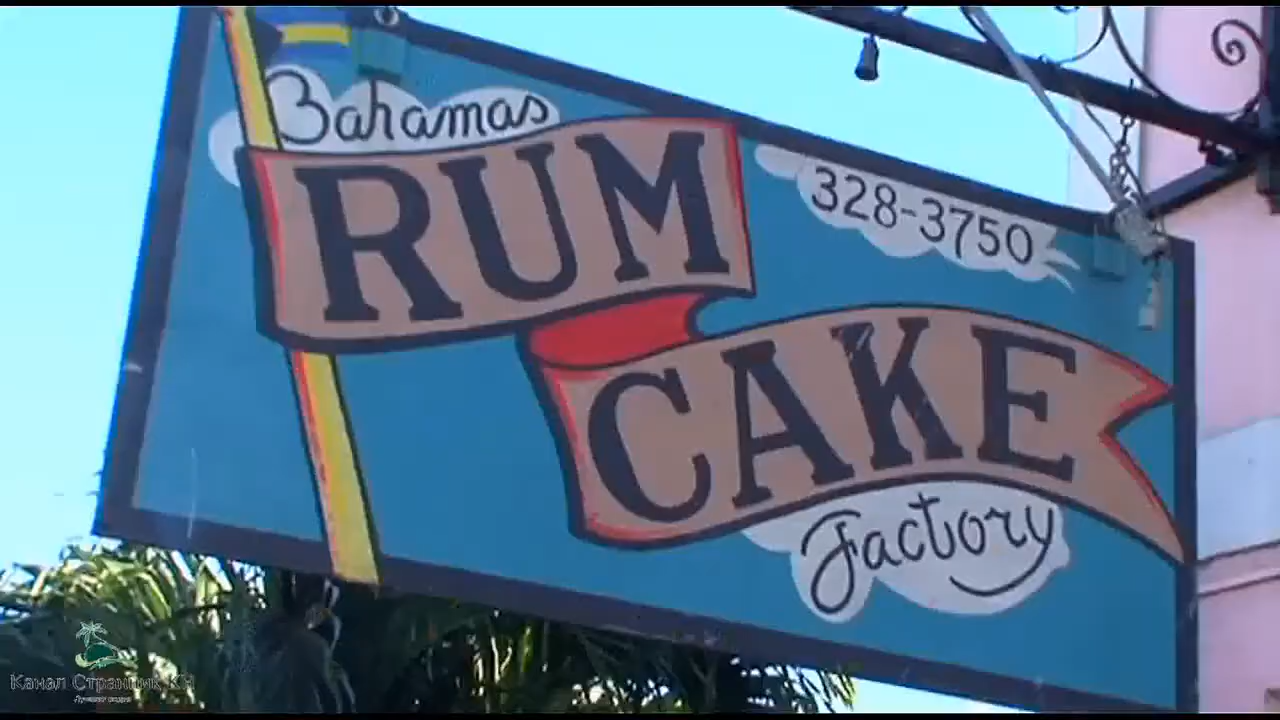 Bahamas
RUM
328-3750
CAKE
Factory
Канал Странник КН